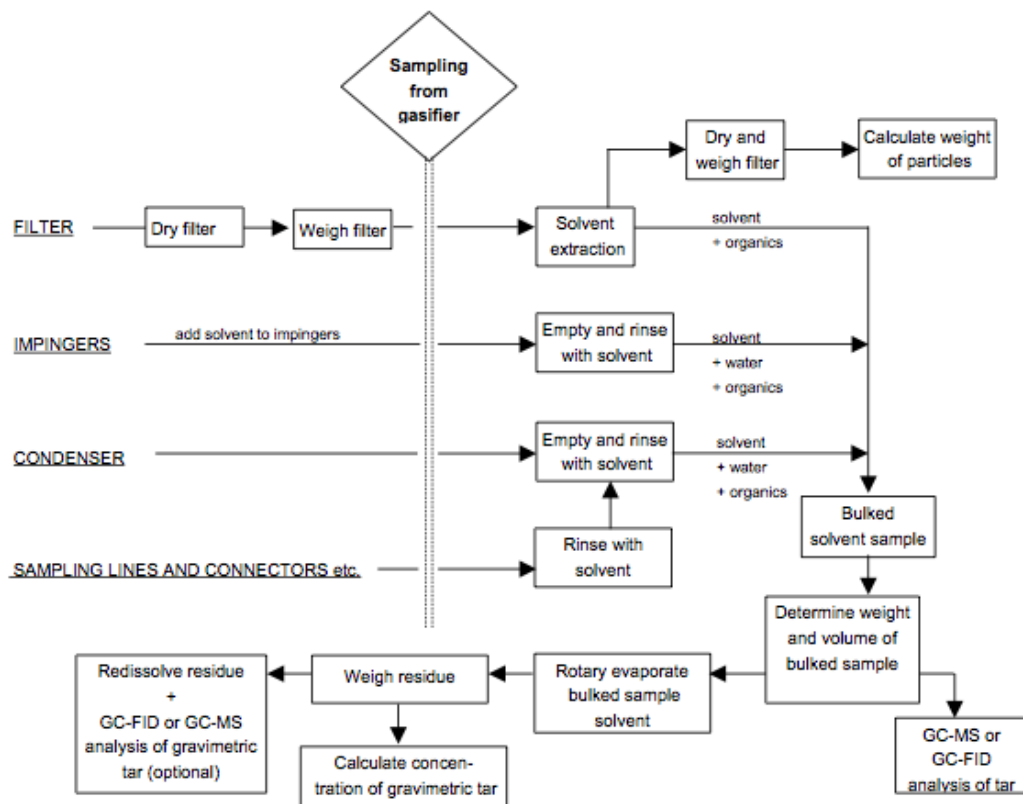 Sampling
from
gasifier
Dry and
weigh filter
Calculate weight
of particles
FILTER
Dry filter
Weigh filter
Solvent
extraction
solvent
+ organics
IMPINGERS
add solvent to impingers
Empty and rinse
with solvent
solvent
+ water
+ organics
CONDENSER
Empty and rinse
with solvent
solvent
+ water
+ organics
Bulked
solvent sample
SAMPLING LINES AND CONNECTORS etc.
Rinse with
solvent
Determine weight
and volume of
bulked sample
Redissolve residue
+
GC-FID or GC-MS
analysis of gravimetric
tar (optional)
Weigh residue
Rotary evaporate
bulked sample
solvent
Calculate concen-
tration of gravimetric tar
GC-MS or
GC-FID
analysis of tar